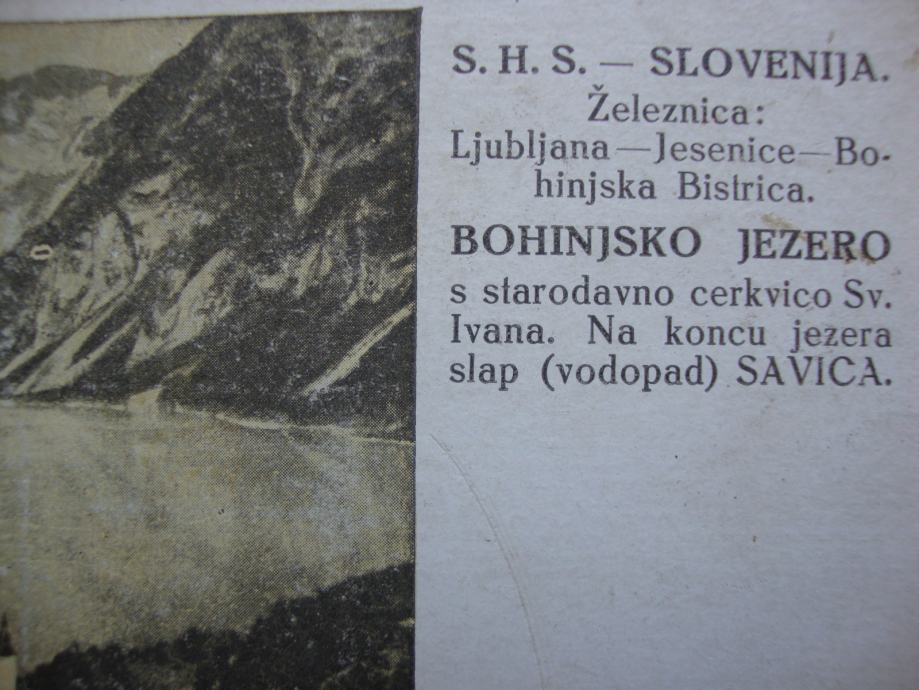 S. H. S. — SLOVENIJA.
Železnica:
Ljubljana—Jesenice—Bo-
hinjska Bistrica.
BOHINJSKO JEZERO
s starodavno cerkvico Sv.
Ivana. Na koncu jezera
slap (vodopad) SAVICA.